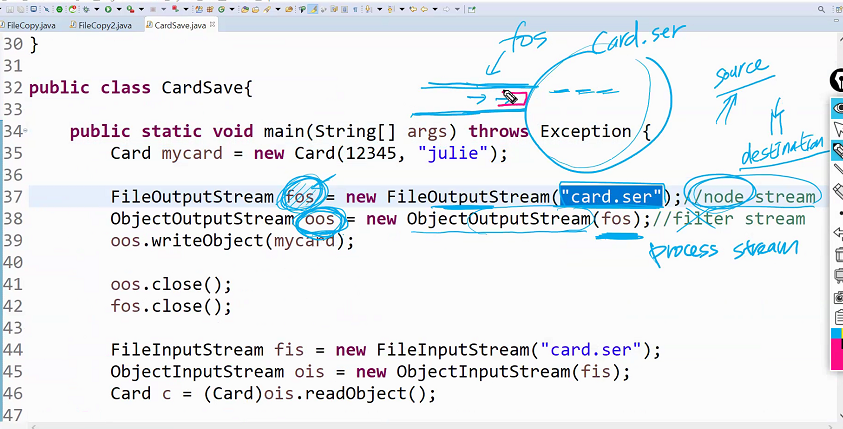 FileCopy.java FileCopy2.java CardSave.java
fos card.ser
source
destination
30 }
31
32 public class CardSave{
33
34 public static void main(String[] args) throws Exception {
35 Card mycard = new Card(12345, "julie");
36
37 FileOutputStream fos = new FileOutputStream("card.ser");//node stream
38 ObjectOutputStream oos = new ObjectOutputStream(fos);//filter stream
process stream
39 oos.writeObject(mycard);
40
41 oos.close();
42 fos.close();
43
44 FileInputStream fis = new FileInputStream("card.ser");
45 ObjectInputStream ois = new ObjectInputStream(fis);
46 Card c = (Card)ois.readObject();
47